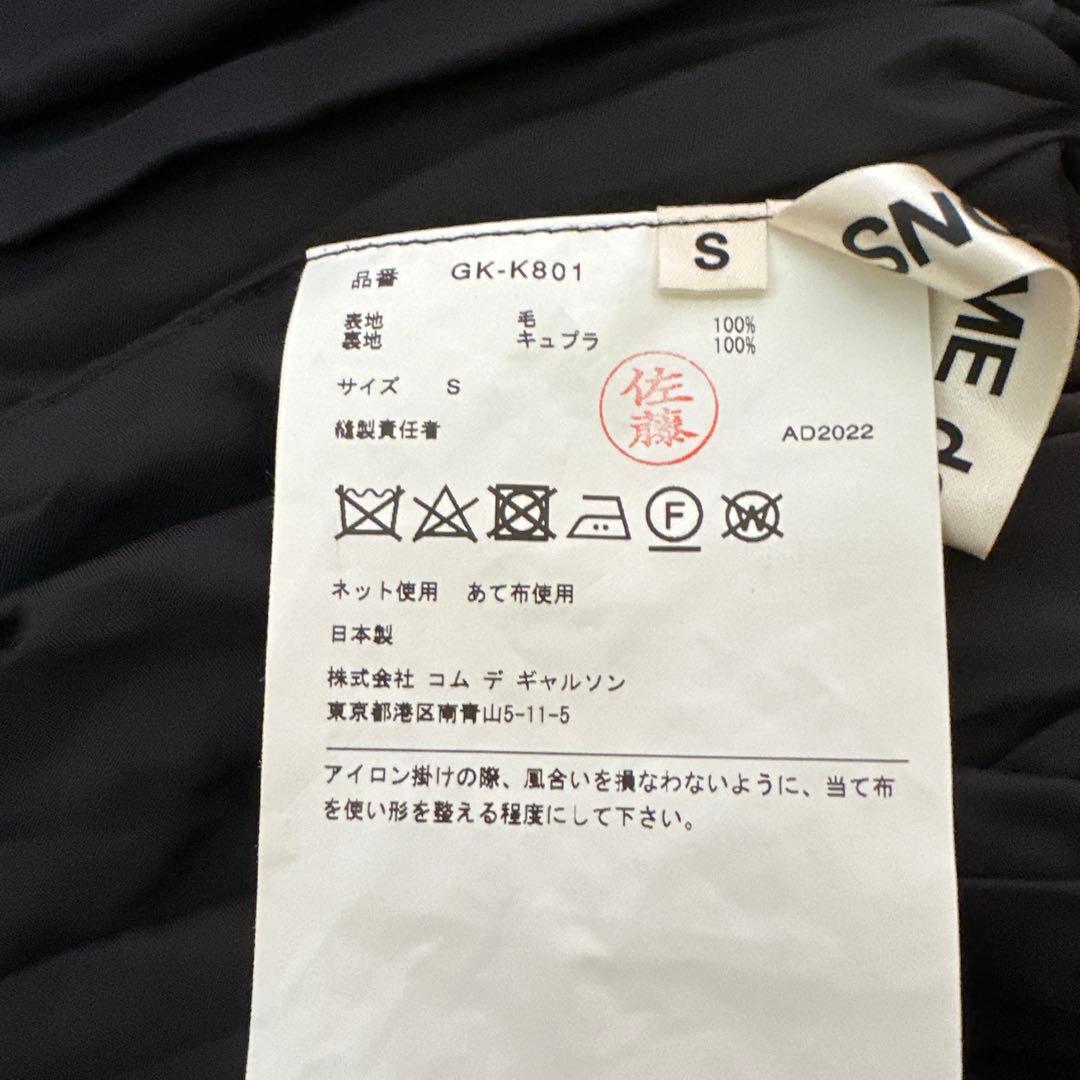 S
NS
ME d
品番 GK-K801
表地 毛 100%
裏地 キュプラ 100%
サイズ S
縫製責任者 佐藤 AD2022
F W
ネット使用 あて布使用
日本製
株式会社 コム デ ギャルソン
東京都港区南青山5-11-5
アイロン掛けの際、風合いを損なわないように、当て布
を使い形を整える程度にして下さい。